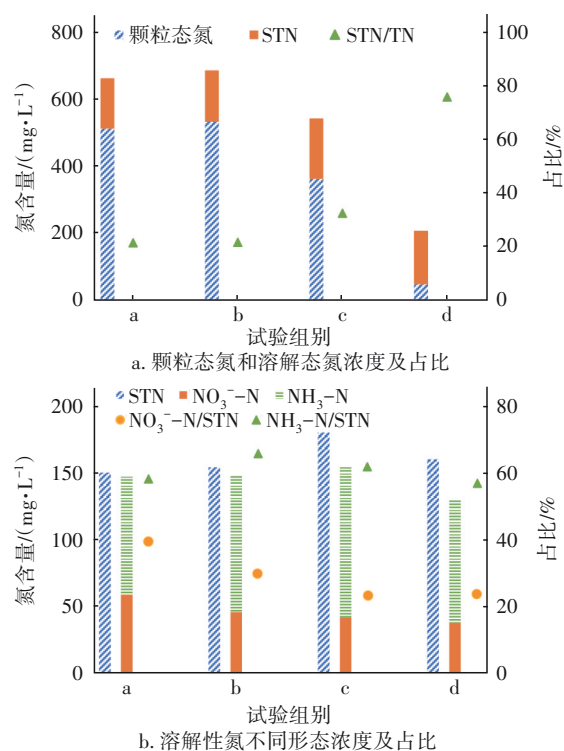 颗粒态氮 STN STN/TN
800 100
600 80
400 60
200 40
0 20
0
氮含量/(mg·L⁻¹)
占比/%
a b c d
试验组别
a. 颗粒态氮和溶解态氮浓度及占比
STN NO₃⁻-N NH₃-N
NO₃⁻-N/STN NH₃-N/STN
200 80
150 60
100 40
50 20
0 0
氮含量/(mg·L⁻¹)
占比/%
a b c d
试验组别
b. 溶解性氮不同形态浓度及占比